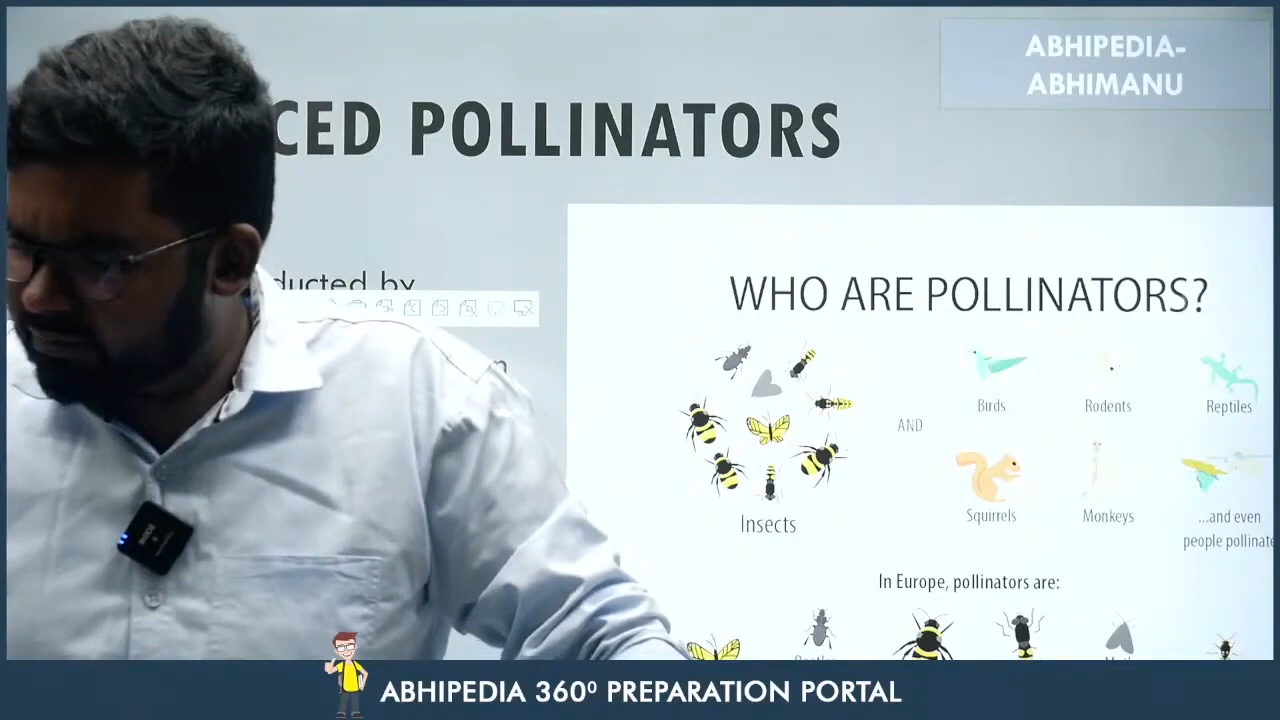 ABHIPEDIA-
ABHIMANU
CED POLLINATORS
ducted by
WHO ARE POLLINATORS?
Birds
Rodents
Reptiles
AND
Squirrels
Monkeys
...and even
people pollinate
Insects
In Europe, pollinators are:
ABHIPEDIA 360⁰ PREPARATION PORTAL